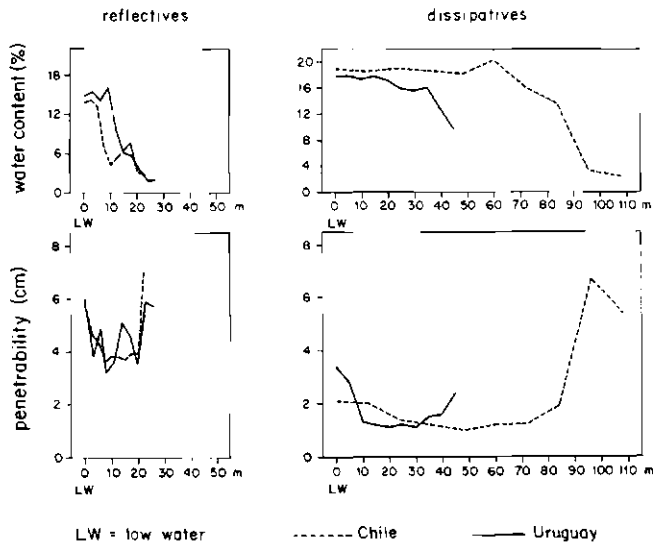 reflectives
dissipatives
water content (%)
18
12
6
0
0 10 20 30 40 50 m
LW
20
16
12
8
4
0
0 10 20 30 40 50 60 70 80 90 100 110 m
LW
penetrability (cm)
8
6
4
2
0
0 10 20 30 40 50 m
LW
8
6
4
2
0
0 10 20 30 40 50 60 70 80 90 100 110 m
LW
LW = low water
Chile
Uruguay